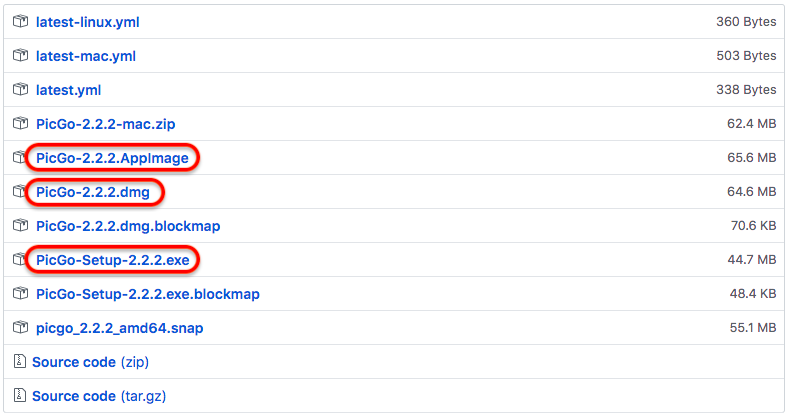 latest-linux.yml 360 Bytes
latest-mac.yml 503 Bytes
latest.yml 338 Bytes
PicGo-2.2.2-mac.zip 62.4 MB
PicGo-2.2.2.AppImage 65.6 MB
PicGo-2.2.2.dmg 64.6 MB
PicGo-2.2.2.dmg.blockmap 70.6 KB
PicGo-Setup-2.2.2.exe 44.7 MB
PicGo-Setup-2.2.2.exe.blockmap 48.4 KB
picgo_2.2.2_amd64.snap 55.1 MB
Source code (zip)
Source code (tar.gz)